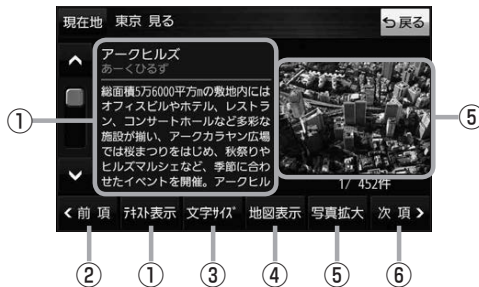 現在地 東京 見る
戻る
アークヒルズ
あーくひるず
総面積5万6000平方mの敷地内には
オフィスビルやホテル、レストラ
ン、コンサートホールなど多彩な
施設が揃い、アークカラヤン広場
では桜まつりをはじめ、秋祭りや
ヒルズマルシェなど、季節に合わ
せたイベントを開催。アークヒル
1/ 452件
①
⑤
前 項 ﾃｷｽﾄ表示 文字ｻｲｽﾞ 地図表示 写真拡大 次 項
② ① ③ ④ ⑤ ⑥